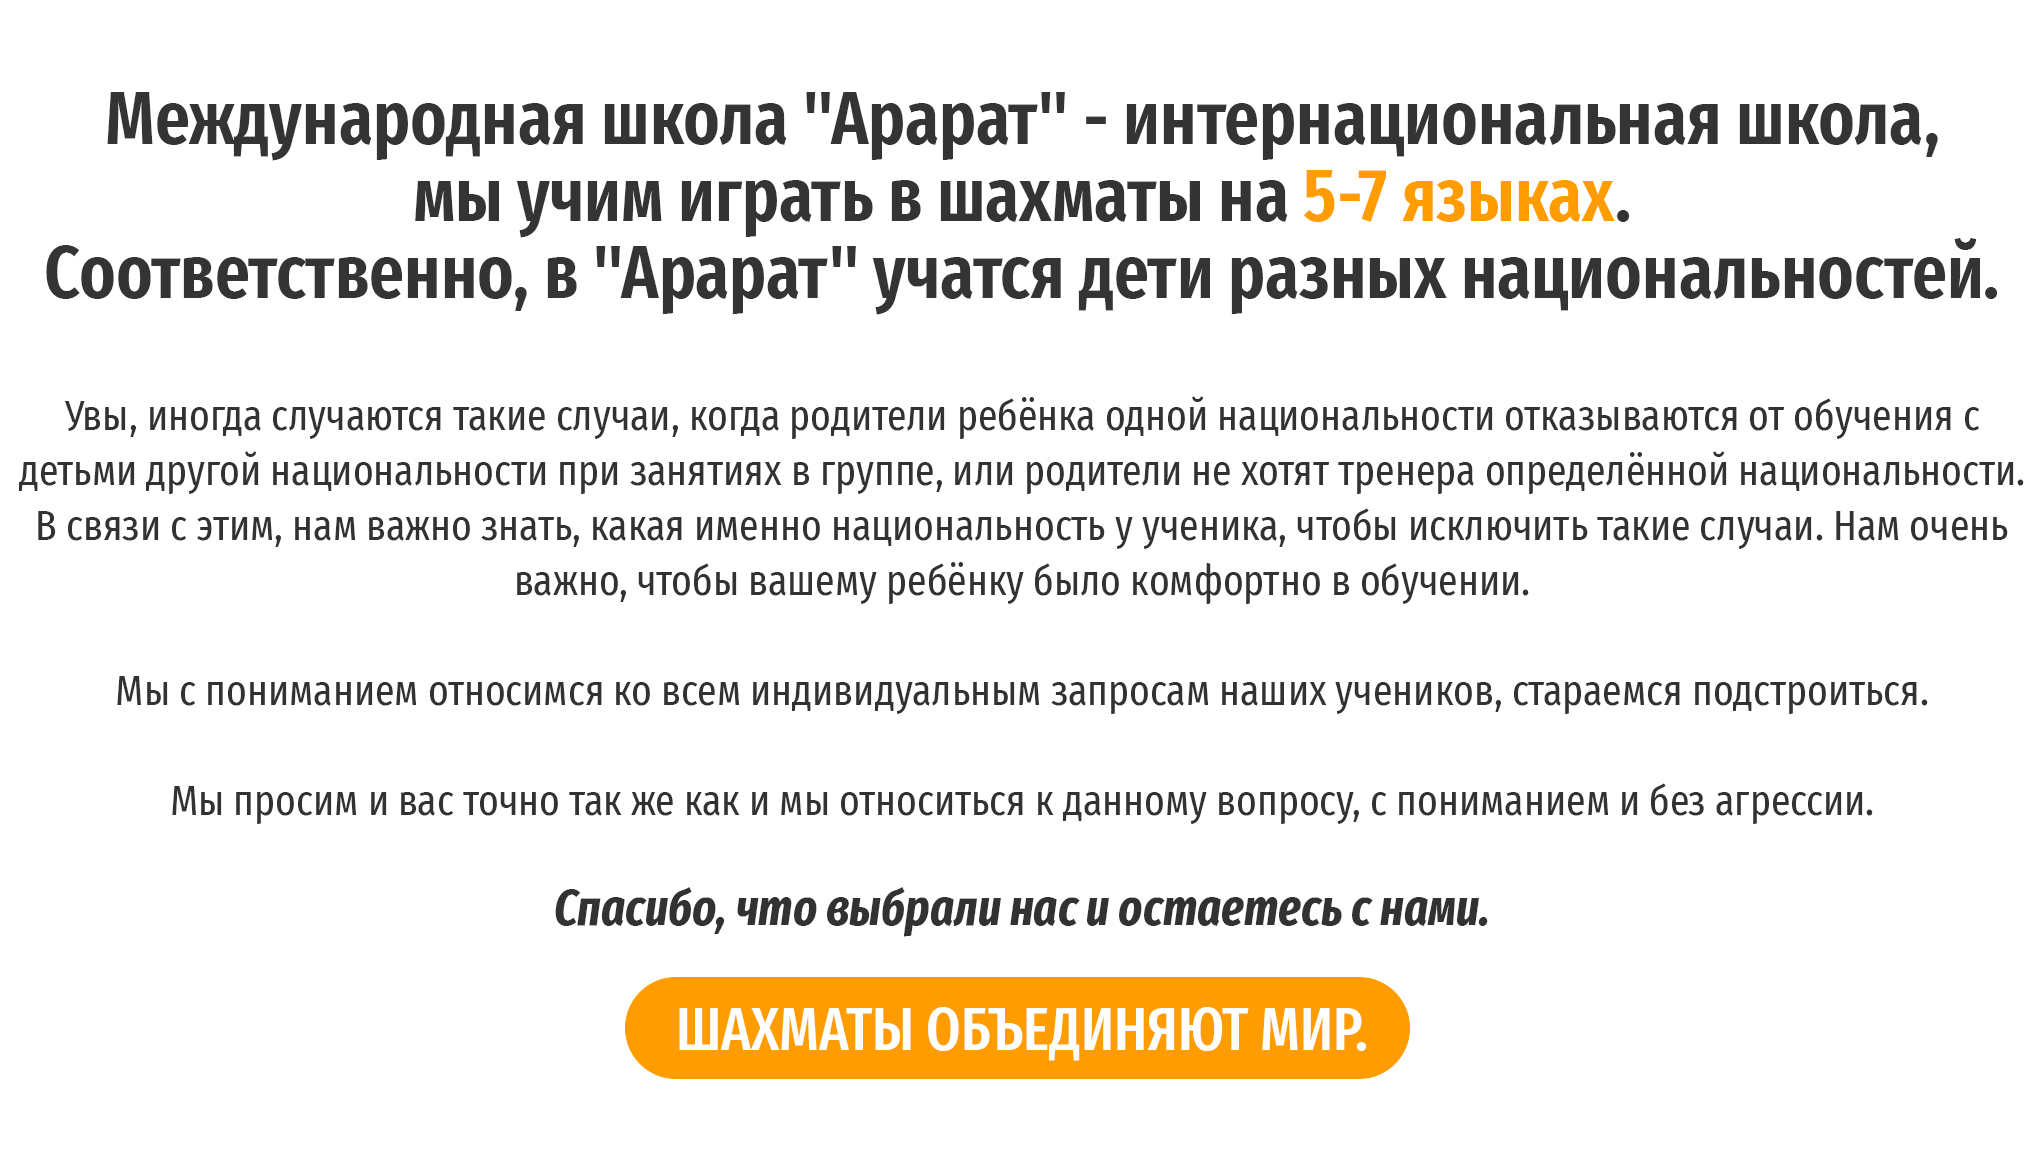 Международная школа "Арарат" - интернациональная школа,
мы учим играть в шахматы на 5-7 языках.
Соответственно, в "Арарат" учатся дети разных национальностей.
Увы, иногда случаются такие случаи, когда родители ребёнка одной национальности отказываются от обучения с
детьми другой национальности при занятиях в группе, или родители не хотят тренера определённой национальности.
В связи с этим, нам важно знать, какая именно национальность у ученика, чтобы исключить такие случаи. Нам очень
важно, чтобы вашему ребёнку было комфортно в обучении.
Мы с пониманием относимся ко всем индивидуальным запросам наших учеников, стараемся подстроиться.
Мы просим и вас точно так же как и мы относиться к данному вопросу, с пониманием и без агрессии.
Спасибо, что выбрали нас и остаетесь с нами.
ШАХМАТЫ ОБЪЕДИНЯЮТ МИР.